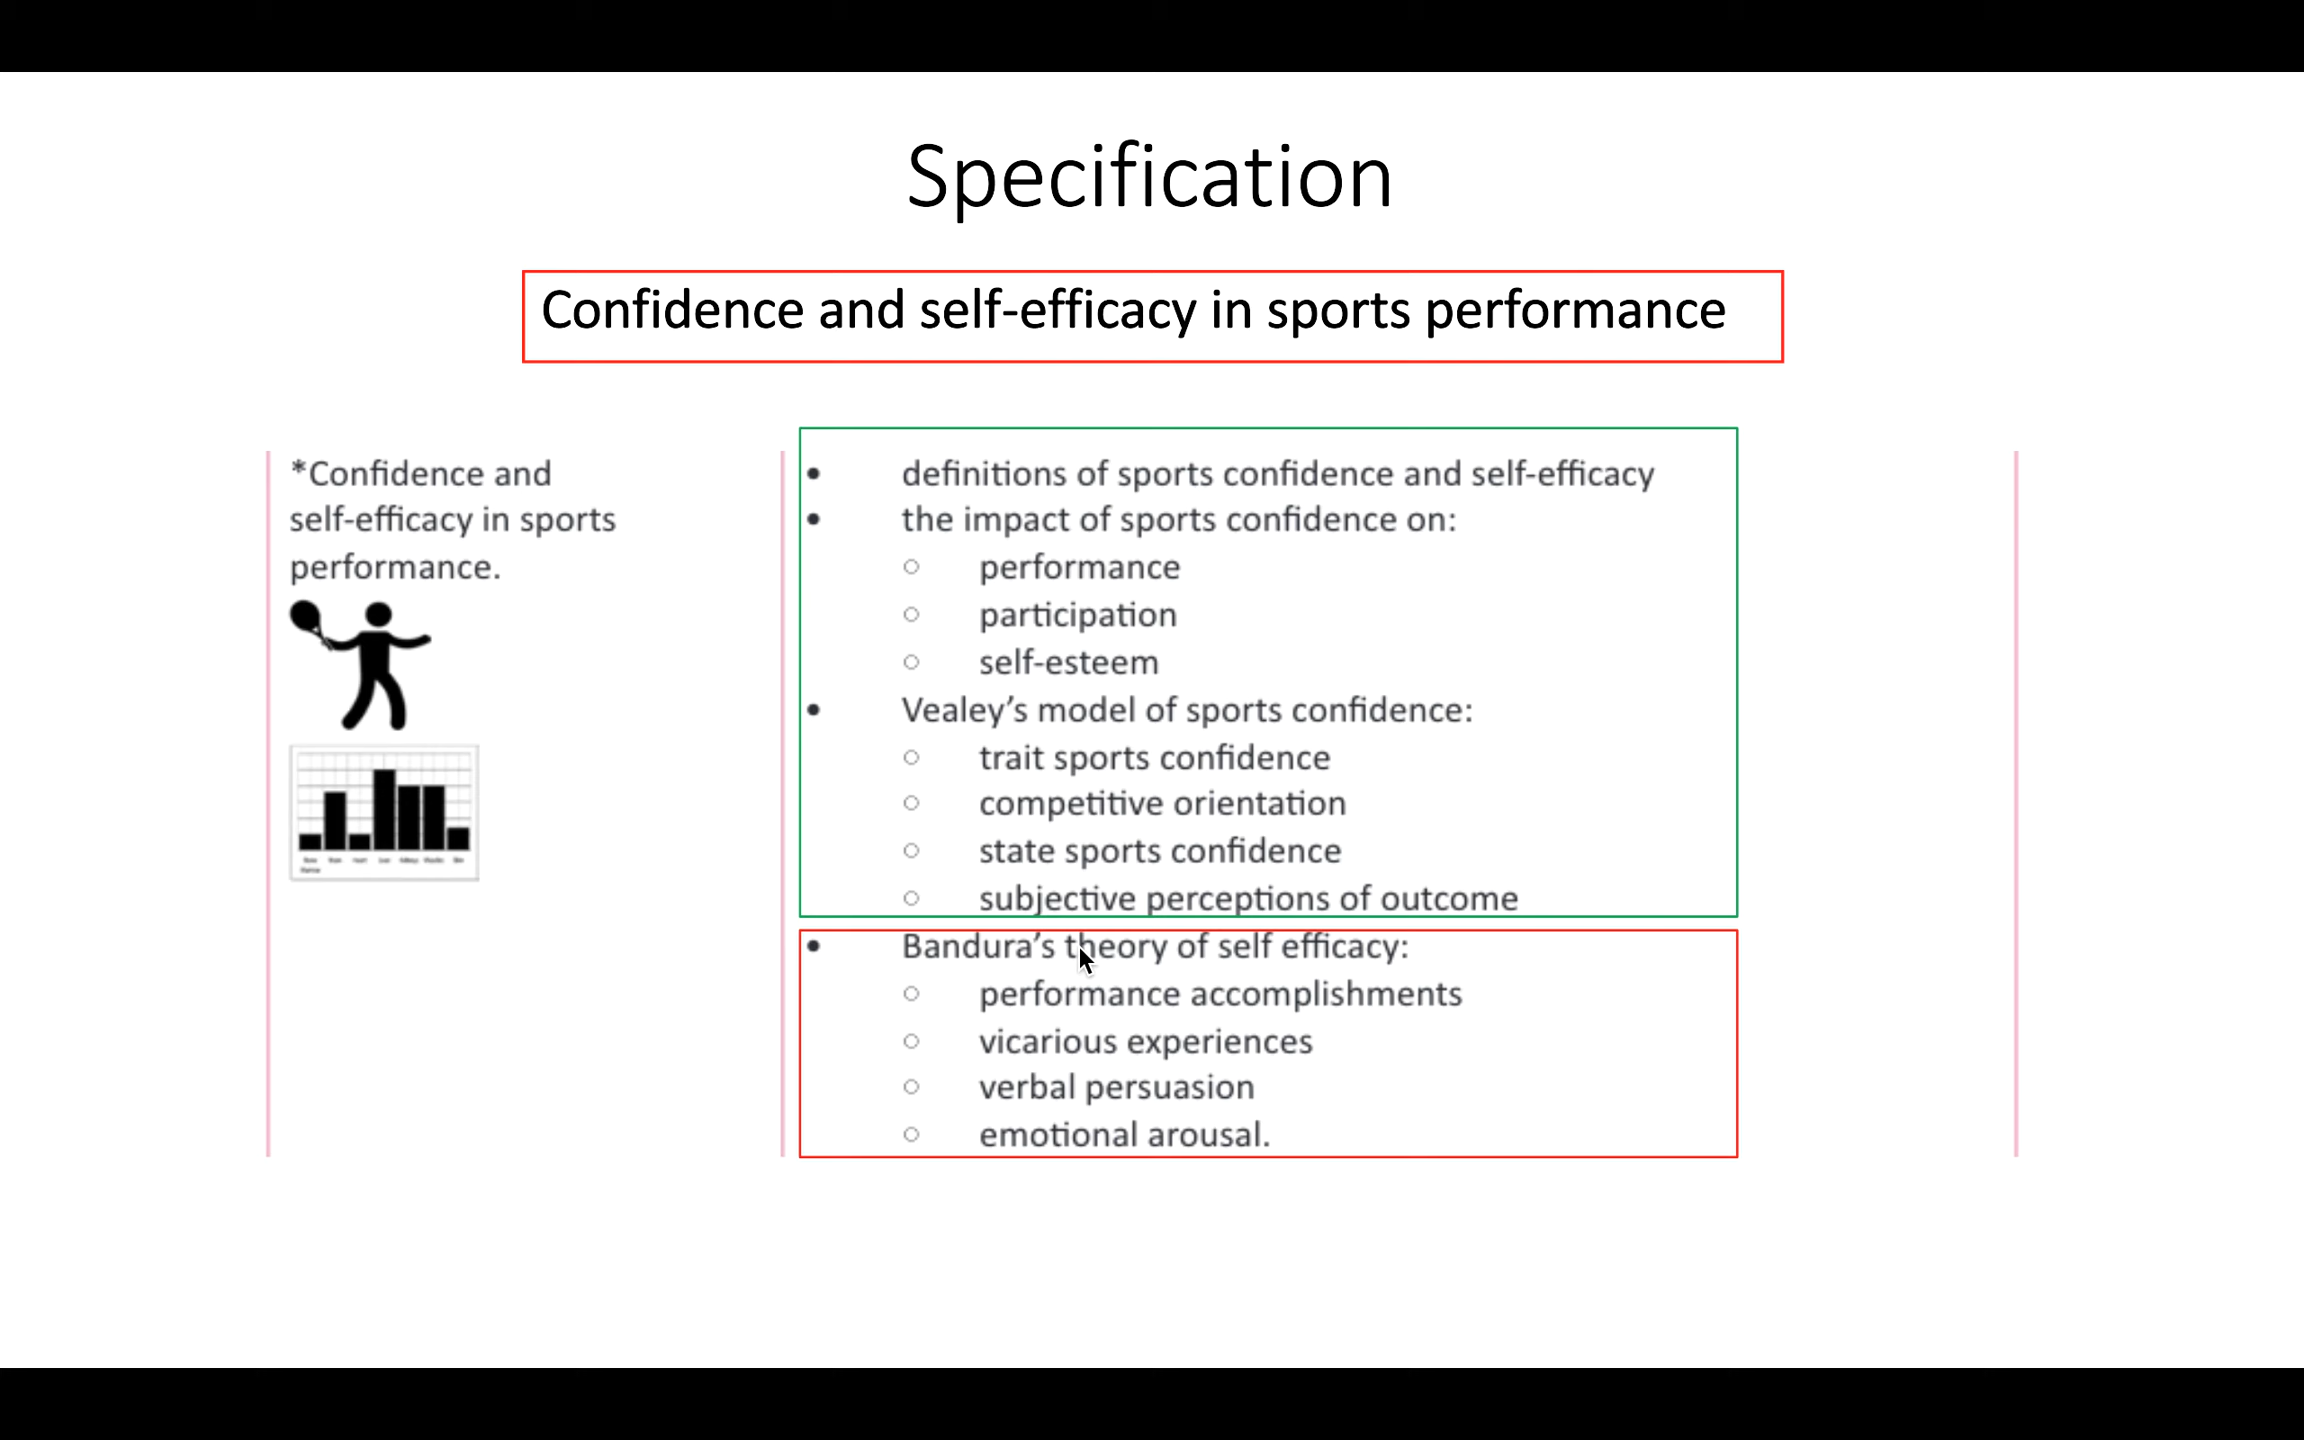 Specification
Confidence and self-efficacy in sports performance
*Confidence and
self-efficacy in sports
performance.
• definitions of sports confidence and self-efficacy
• the impact of sports confidence on:
○ performance
○ participation
○ self-esteem
• Vealey’s model of sports confidence:
○ trait sports confidence
○ competitive orientation
○ state sports confidence
○ subjective perceptions of outcome
• Bandura’s theory of self efficacy:
○ performance accomplishments
○ vicarious experiences
○ verbal persuasion
○ emotional arousal.